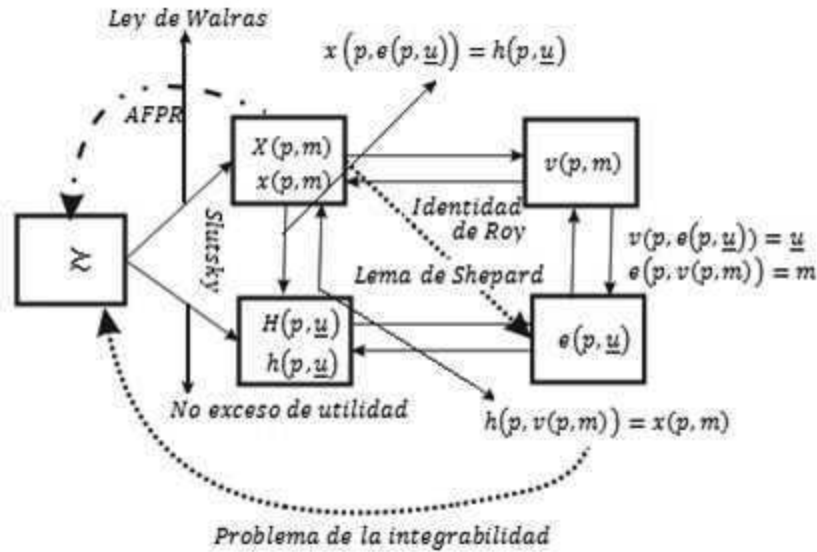 Ley de Walras
x(p,e(p,u̲)) = h(p,u̲)
AFPR
X(p,m)
x(p,m)
v(p,m)
Identidad
de Roy
Slutsky
v(p,e(p,u̲)) = u̲
e(p,v(p,m)) = m
≿
Lema de Shepard
H(p,u̲)
h(p,u̲)
e(p,u̲)
No exceso de utilidad
h(p,v(p,m)) = x(p,m)
Problema de la integrabilidad